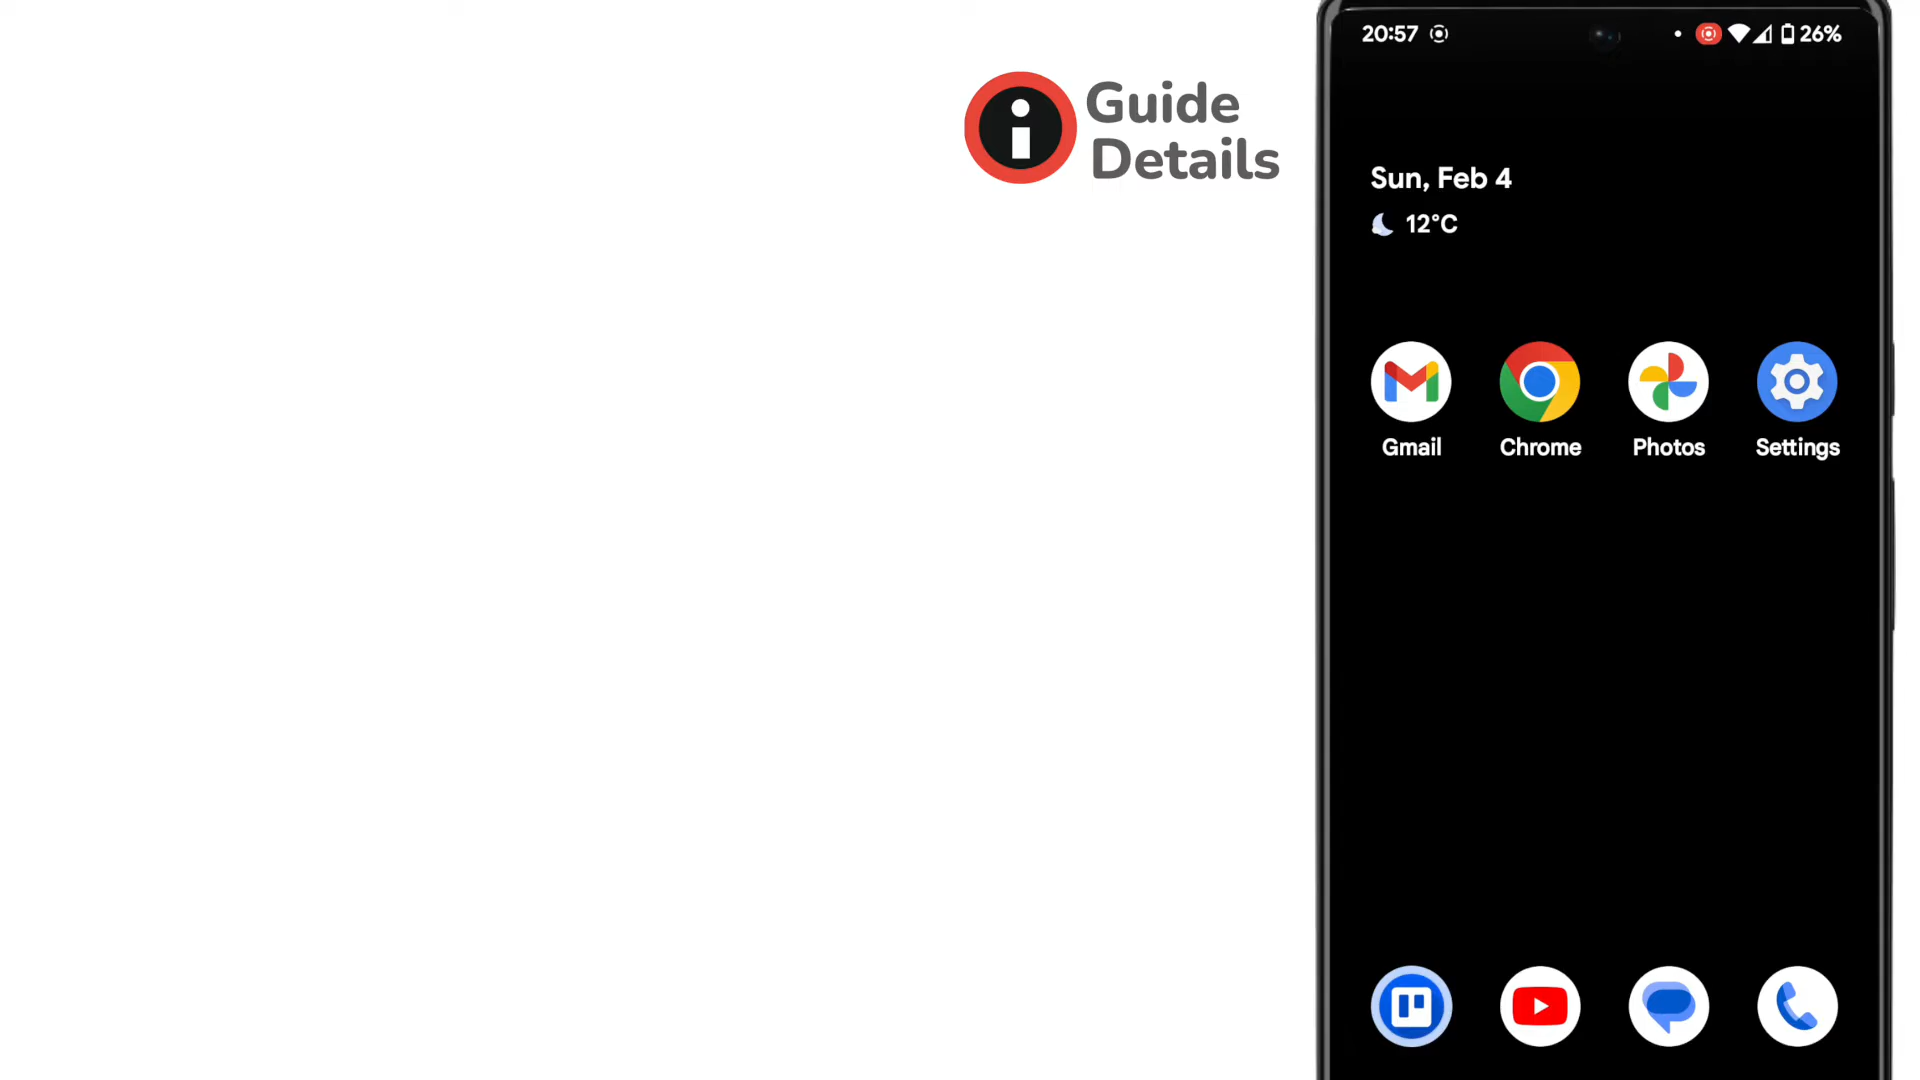 Guide
Details
20:57
26%
Sun, Feb 4
12°C
Gmail
Chrome
Photos
Settings